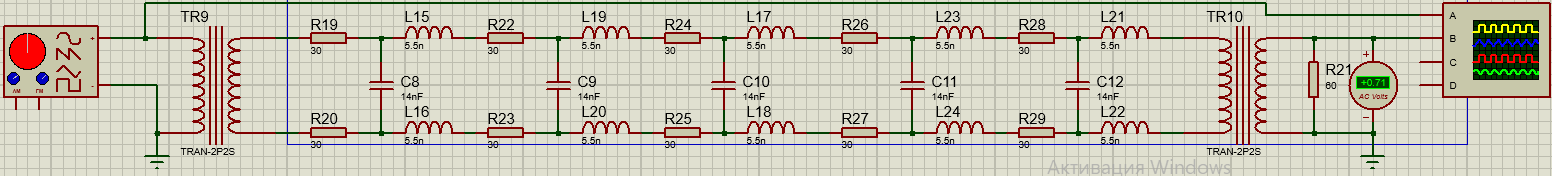 TR9 R19 L15 R22 L19 R24 L17 R26 L23 R28 L21 TR10 A
+ 30 5.5n 30 5.5n 30 5.5n 30 5.5n 30 5.5n B
C8 C9 C10 C11 C12 R21 +0.71 C
AM FM 14nF 14nF 14nF 14nF 14nF 60 AC Volts D
- R20 L16 R23 L20 R25 L18 R27 L24 R29 L22
30 5.5n 30 5.5n 30 5.5n 30 5.5n 30 5.5n
TRAN-2P2S TRAN-2P2S
Активация Windows